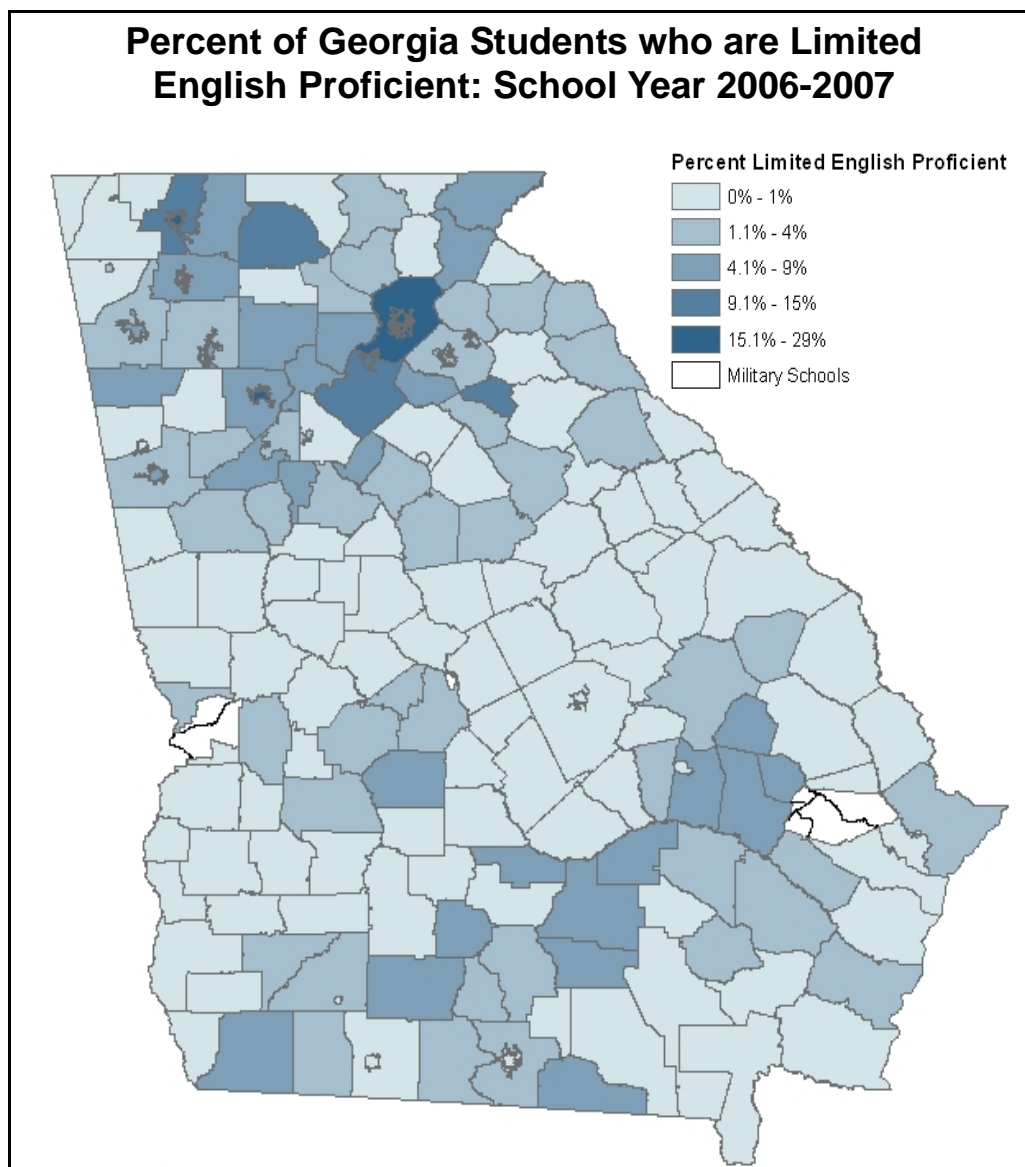 Percent of Georgia Students who are Limited
English Proficient: School Year 2006-2007
Percent Limited English Proficient
0% - 1%
1.1% - 4%
4.1% - 9%
9.1% - 15%
15.1% - 29%
Military Schools